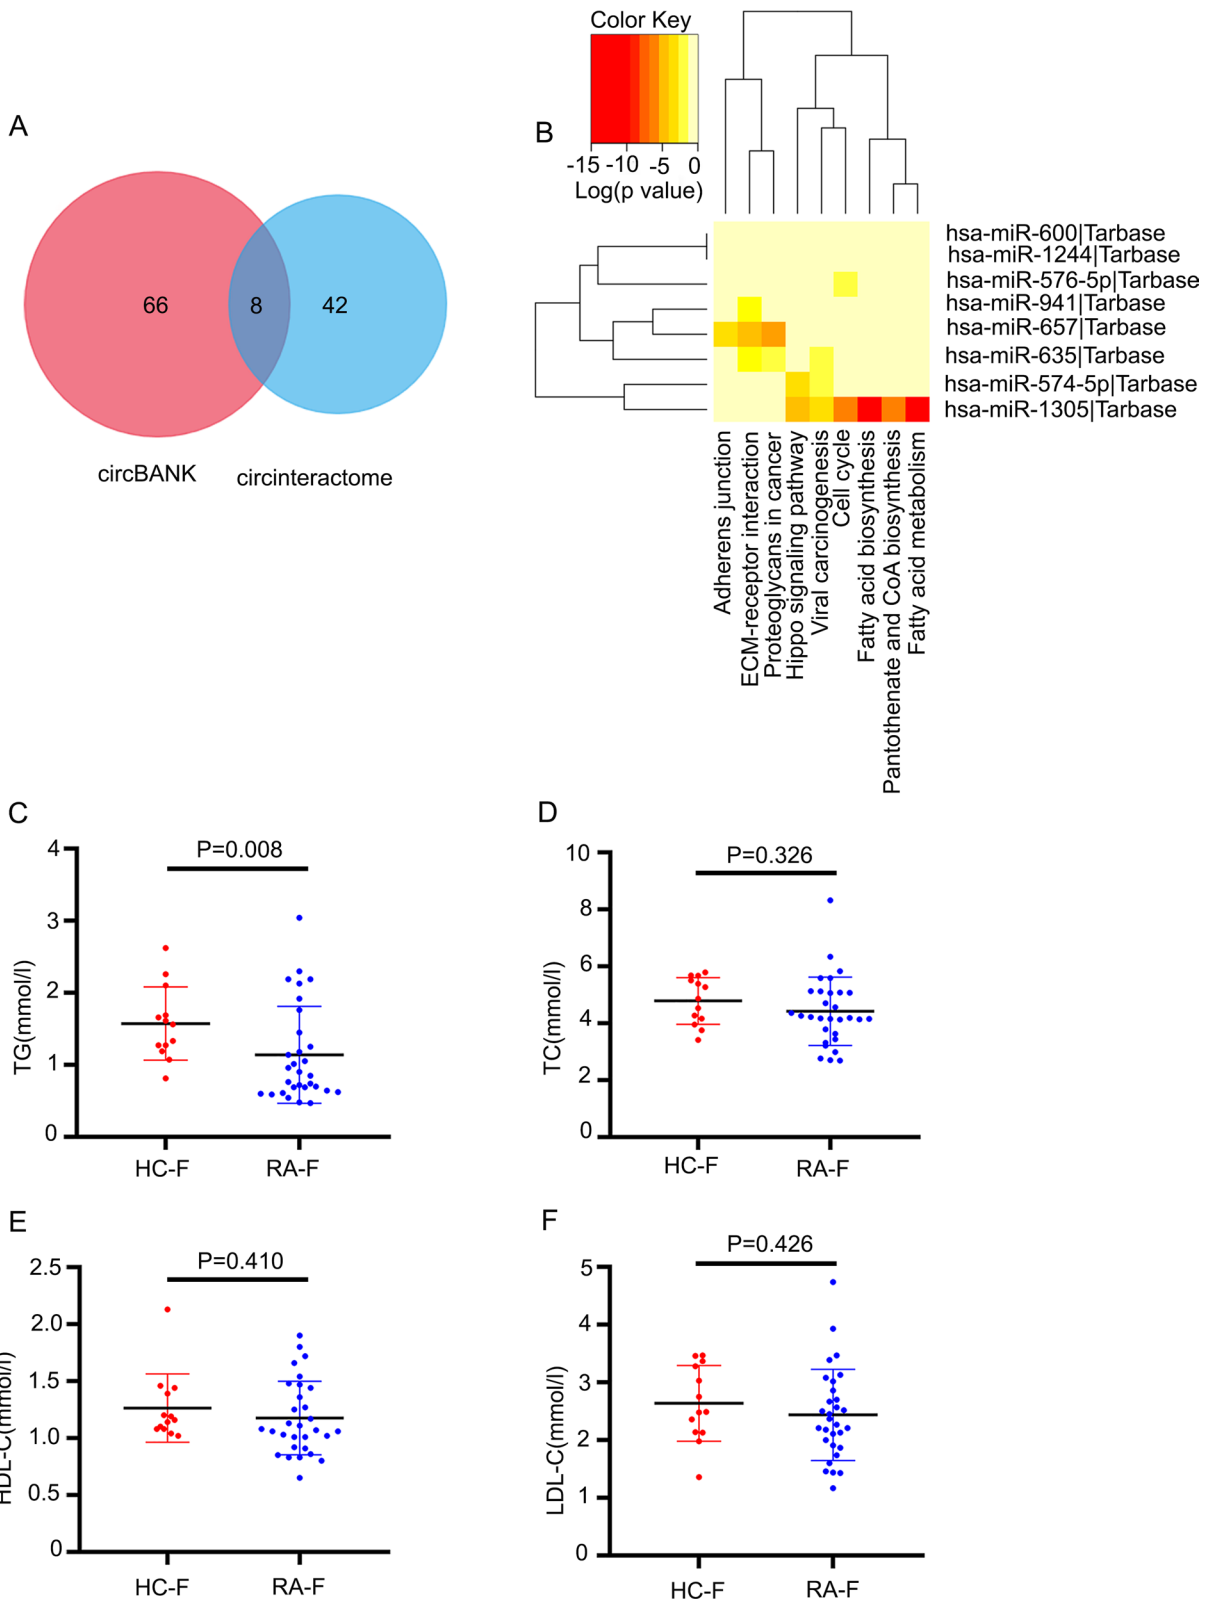 A
66
8
42
circBANK
circinteractome
B
Color Key
-15 -10 -5 0
Log(p value)
hsa-miR-600|Tarbase
hsa-miR-1244|Tarbase
hsa-miR-576-5p|Tarbase
hsa-miR-941|Tarbase
hsa-miR-657|Tarbase
hsa-miR-635|Tarbase
hsa-miR-574-5p|Tarbase
hsa-miR-1305|Tarbase
Adherens junction
ECM-receptor interaction
Proteoglycans in cancer
Hippo signaling pathway
Viral carcinogenesis
Cell cycle
Fatty acid biosynthesis
Pantothenate and CoA biosynthesis
Fatty acid metabolism
C
P=0.008
4
3
2
1
0
TG(mmol/l)
HC-F
RA-F
D
P=0.326
10
8
6
4
2
0
TC(mmol/l)
HC-F
RA-F
E
P=0.410
2.5
2.0
1.5
1.0
0.5
0
HDL-C(mmol/l)
HC-F
RA-F
F
P=0.426
5
4
3
2
1
0
LDL-C(mmol/l)
HC-F
RA-F